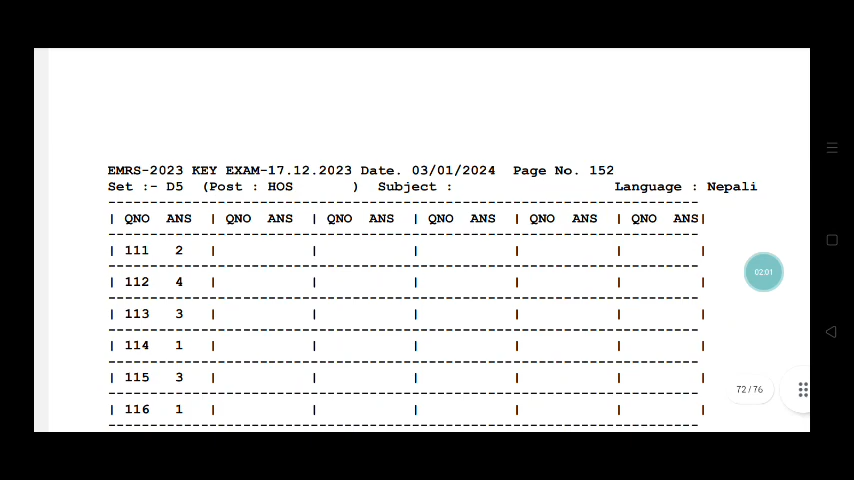 EMRS-2023 KEY EXAM-17.12.2023 Date. 03/01/2024 Page No. 152
Set :- D5 (Post : HOS ) Subject : Language : Nepali
| QNO ANS | QNO ANS | QNO ANS | QNO ANS | QNO ANS | QNO ANS|
| 111 2 | | | | | |
| 112 4 | | | | | |
| 113 3 | | | | | |
| 114 1 | | | | | |
| 115 3 | | | | | |
| 116 1 | | | | | |
02:01
72 / 76